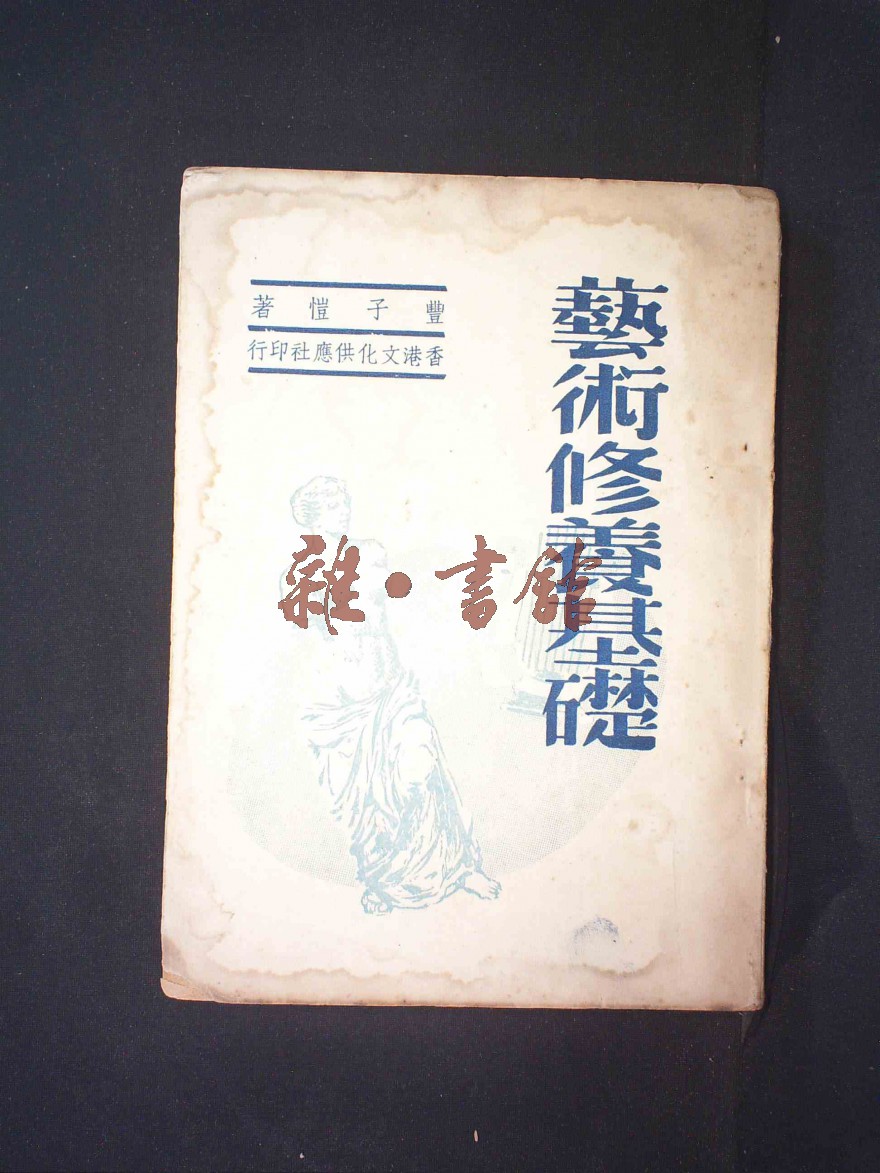 藝術修養基礎
豐子愷著
香港文化供應社印行
雜·書館